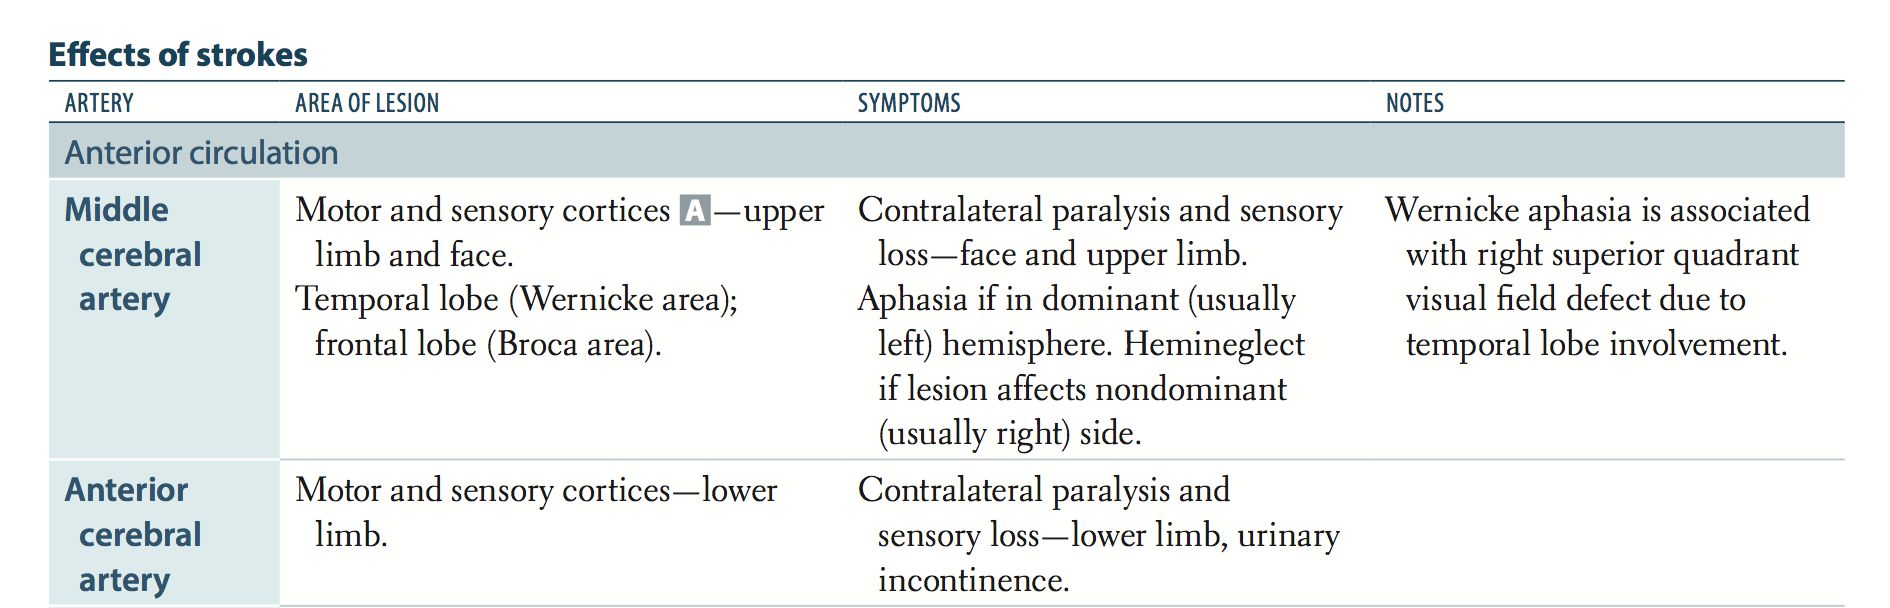 Effects of strokes
ARTERY AREA OF LESION SYMPTOMS NOTES
Anterior circulation
Middle
cerebral
artery
Motor and sensory cortices A—upper
limb and face.
Temporal lobe (Wernicke area);
frontal lobe (Broca area).
Contralateral paralysis and sensory
loss—face and upper limb.
Aphasia if in dominant (usually
left) hemisphere. Hemineglect
if lesion affects nondominant
(usually right) side.
Wernicke aphasia is associated
with right superior quadrant
visual field defect due to
temporal lobe involvement.
Anterior
cerebral
artery
Motor and sensory cortices—lower
limb.
Contralateral paralysis and
sensory loss—lower limb, urinary
incontinence.